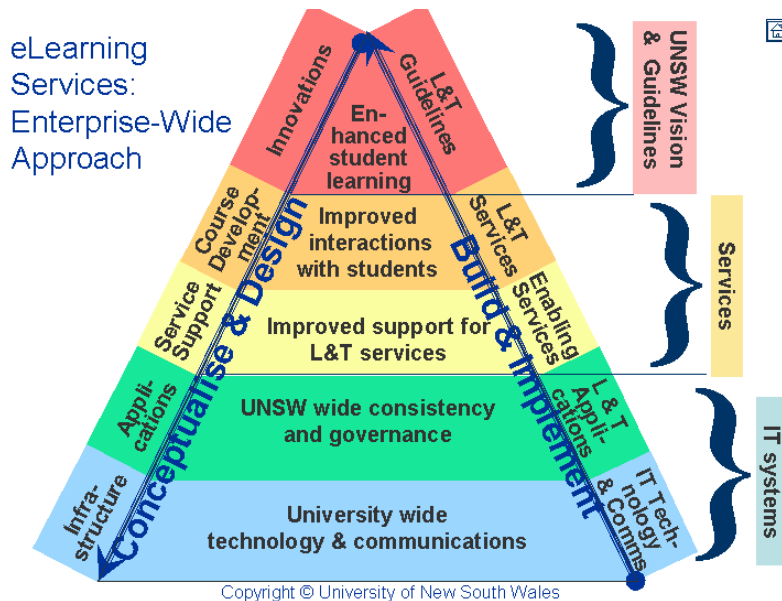 eLearning
Services:
Enterprise-Wide
Approach
Innovations
L&T Guidelines
En-
hanced
student
learning
UNSW Vision
& Guidelines
Course
Develop-
ment
Improved
interactions
with students
L&T
Services
Service
Support
Improved support for
L&T services
Enabling
Services
Services
Appli-
cations
UNSW wide consistency
and governance
L & T
Appli-
cations
Infra-
structure
University wide
technology & communications
IT Tech-
nology
& Comms
IT systems
Conceptualise & Design
Build & Implement
Copyright © University of New South Wales